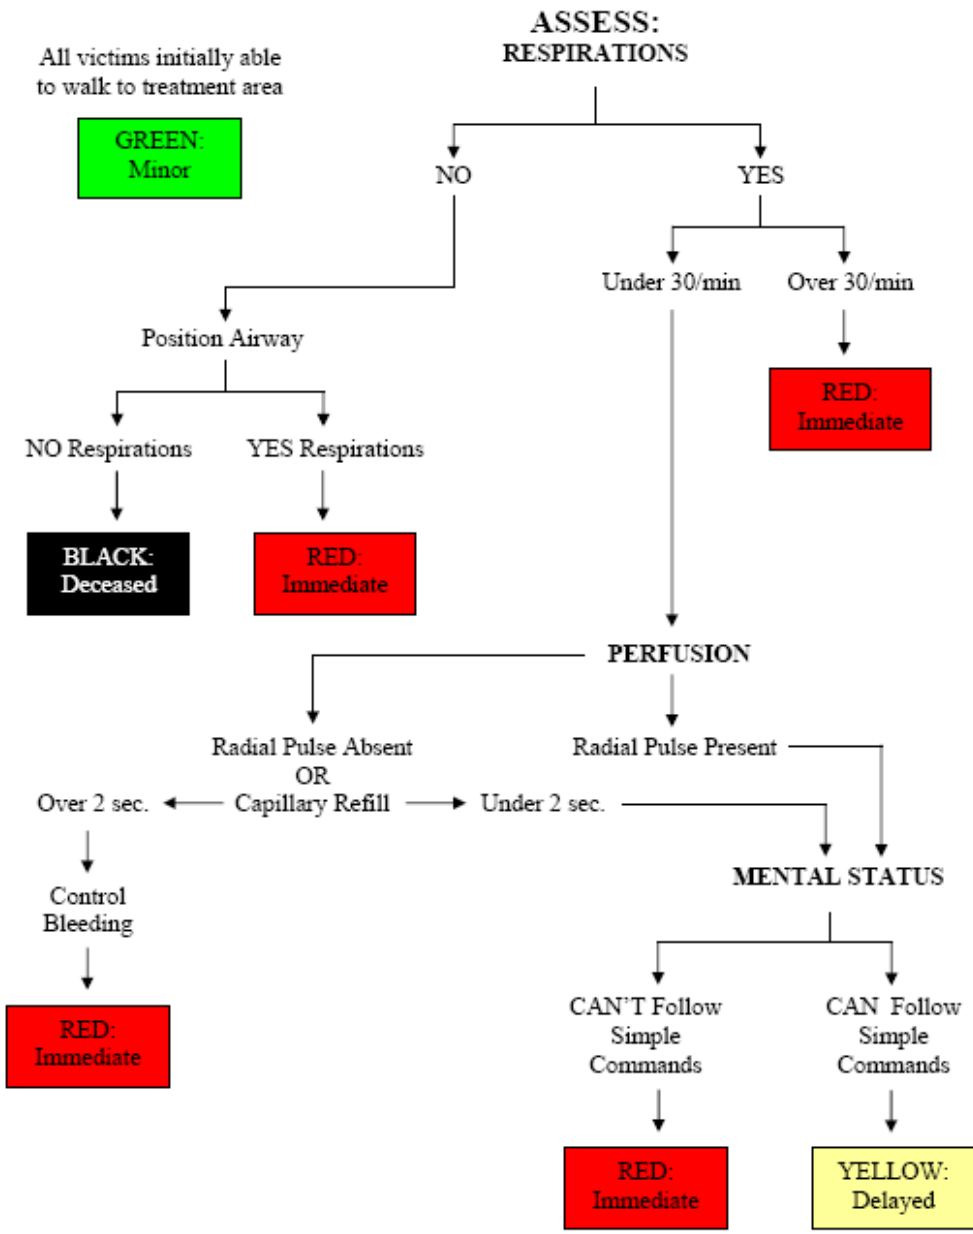 ASSESS:
RESPIRATIONS
All victims initially able
to walk to treatment area
GREEN:
Minor
NO
YES
Under 30/min
Over 30/min
Position Airway
RED:
Immediate
NO Respirations
YES Respirations
BLACK:
Deceased
RED:
Immediate
PERFUSION
Radial Pulse Absent
OR
Capillary Refill
Radial Pulse Present
Over 2 sec.
Under 2 sec.
Control
Bleeding
RED:
Immediate
MENTAL STATUS
CAN'T Follow
Simple
Commands
CAN Follow
Simple
Commands
RED:
Immediate
YELLOW:
Delayed